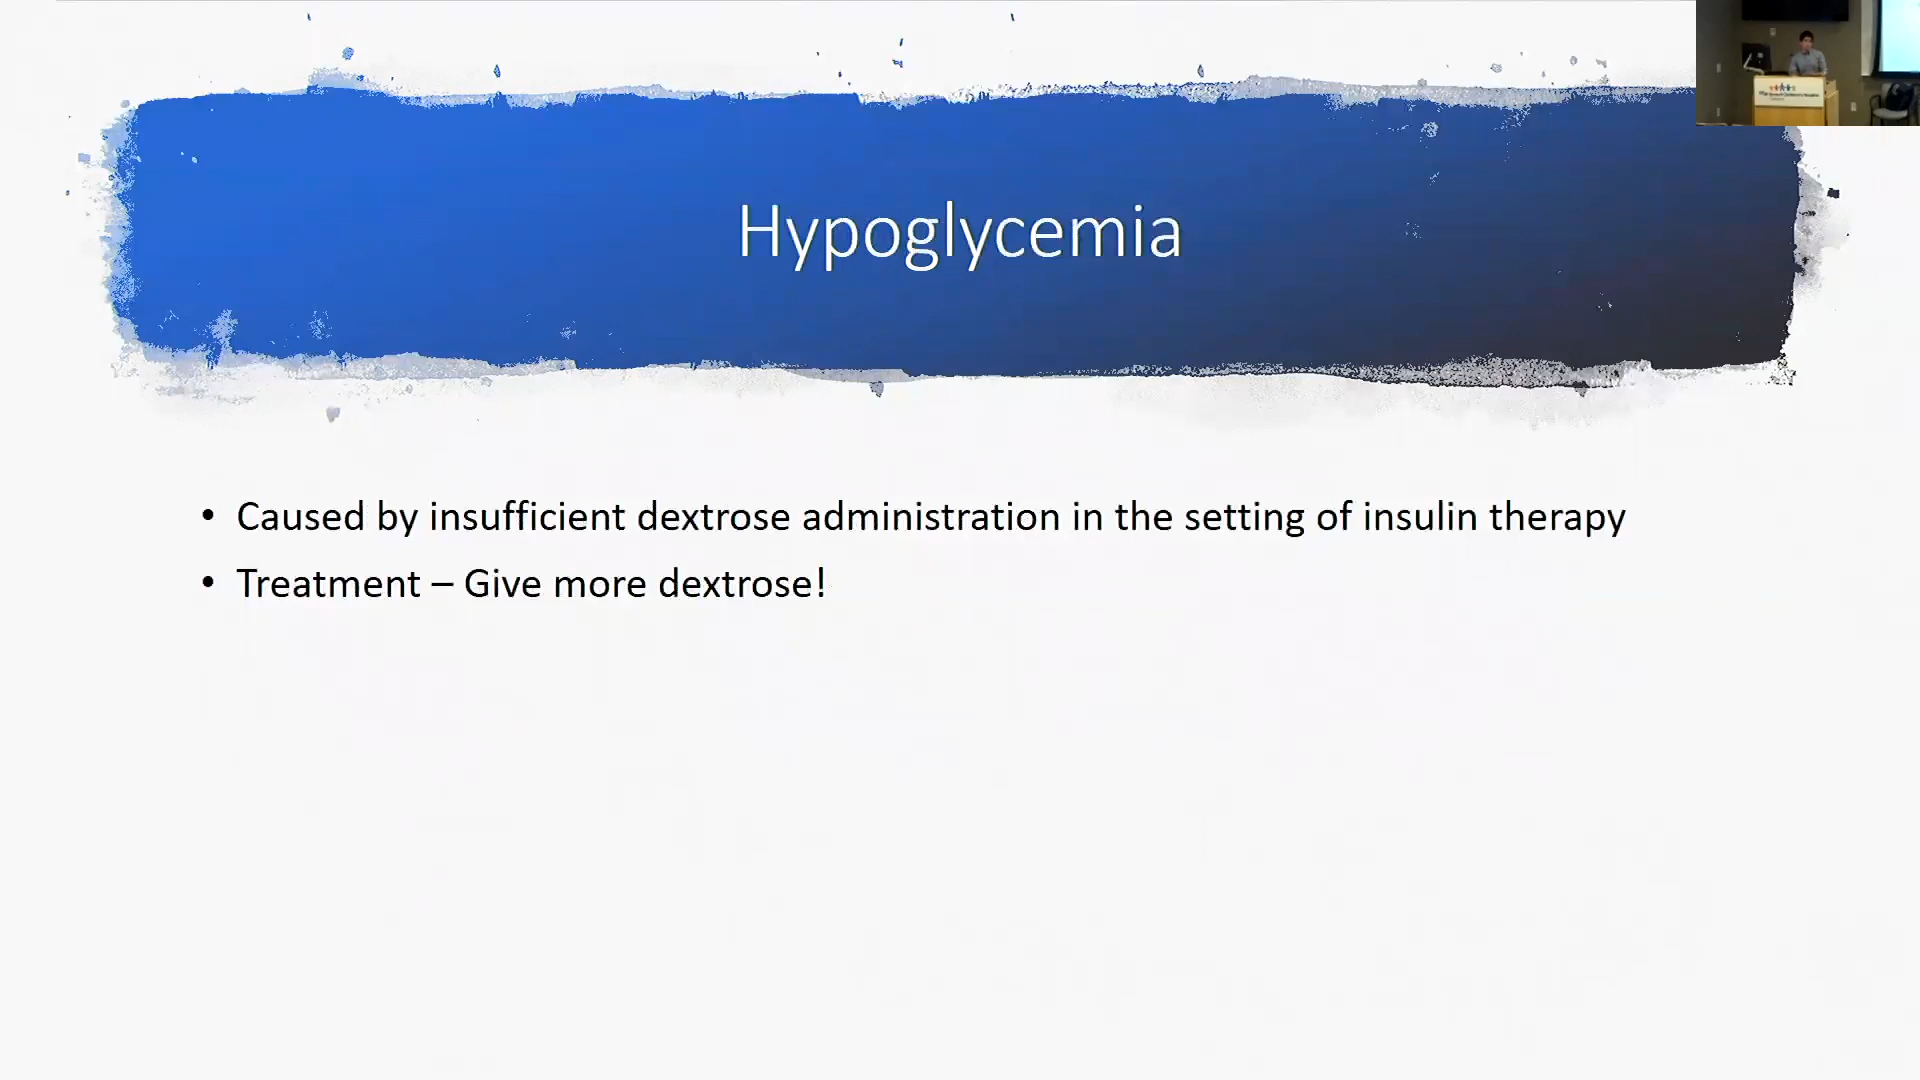 Hypoglycemia
• Caused by insufficient dextrose administration in the setting of insulin therapy
• Treatment – Give more dextrose!